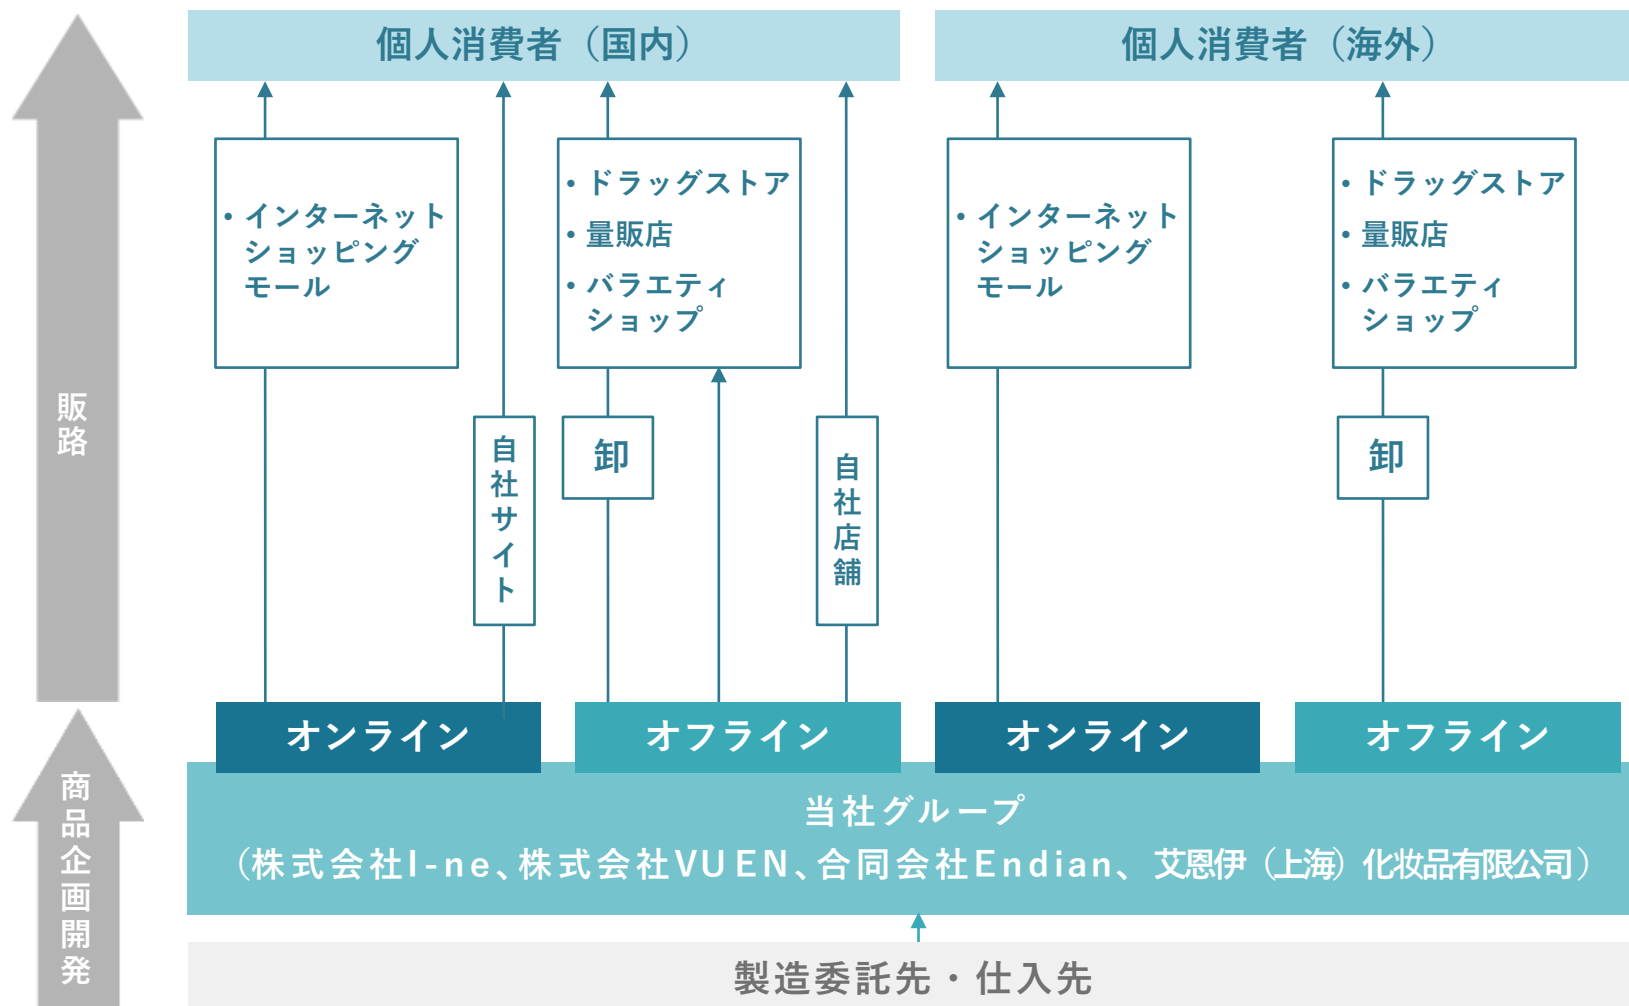 個人消費者（国内）
個人消費者（海外）
・インターネット
ショッピング
モール
・ドラッグストア
・量販店
・バラエティ
ショップ
・インターネット
ショッピング
モール
・ドラッグストア
・量販店
・バラエティ
ショップ
販路
自社サイト
卸
自社店舗
卸
オンライン
オフライン
オンライン
オフライン
商品企画開発
当社グループ
（株式会社I-ne、株式会社VUEN、合同会社Endian、艾恩伊（上海）化妆品有限公司）
製造委託先・仕入先